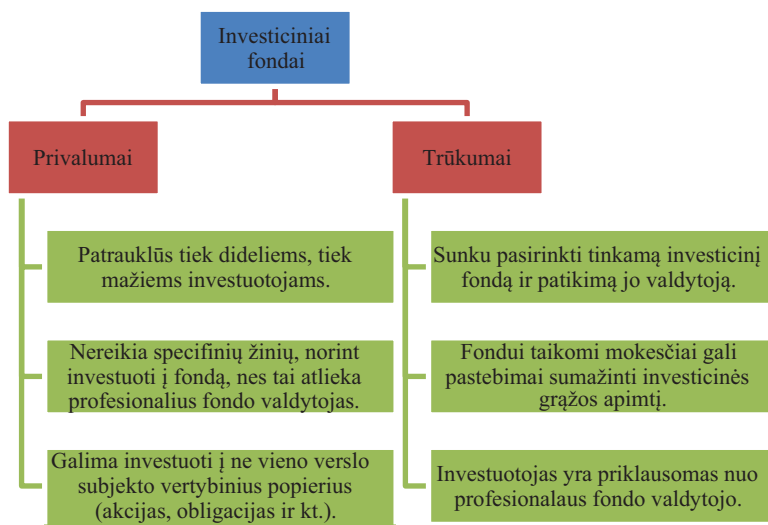 Investiciniai
fondai
Privalumai
Patrauklūs tiek dideliems, tiek
mažiems investuotojams.
Nereikia specifinių žinių, norint
investuoti į fondą, nes tai atlieka
profesionalius fondo valdytojas.
Galima investuoti į ne vieno verslo
subjekto vertybinius popierius
(akcijas, obligacijas ir kt.).
Trūkumai
Sunku pasirinkti tinkamą investicinį
fondą ir patikimą jo valdytoją.
Fondui taikomi mokesčiai gali
pastebimai sumažinti investicinės
grąžos apimtį.
Investuotojas yra priklausomas nuo
profesionalaus fondo valdytojo.